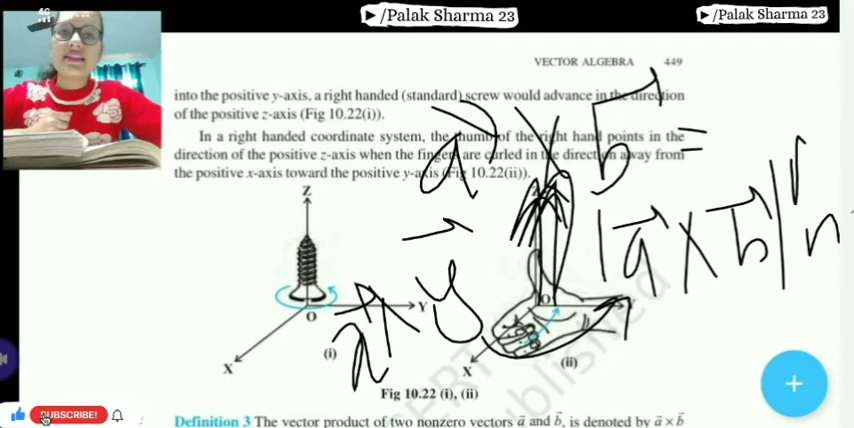 4G
▶/Palak Sharma 23
▶/Palak Sharma 23
VECTOR ALGEBRA 449
into the positive y-axis, a right handed (standard) screw would advance in the direction
of the positive z-axis (Fig 10.22(i)).
In a right handed coordinate system, the thumb of the right hand points in the
direction of the positive z-axis when the fingers are curled in the direction away from
the positive x-axis toward the positive y-axis (Fig 10.22(ii)).
Z
Y
O
X
(i)
O
X
(ii)
a⃗ × b⃗ =
|a⃗ × b⃗| n
Fig 10.22 (i), (ii)
SUBSCRIBE!
+
Definition 3 The vector product of two nonzero vectors a⃗ and b⃗, is denoted by a⃗ × b⃗